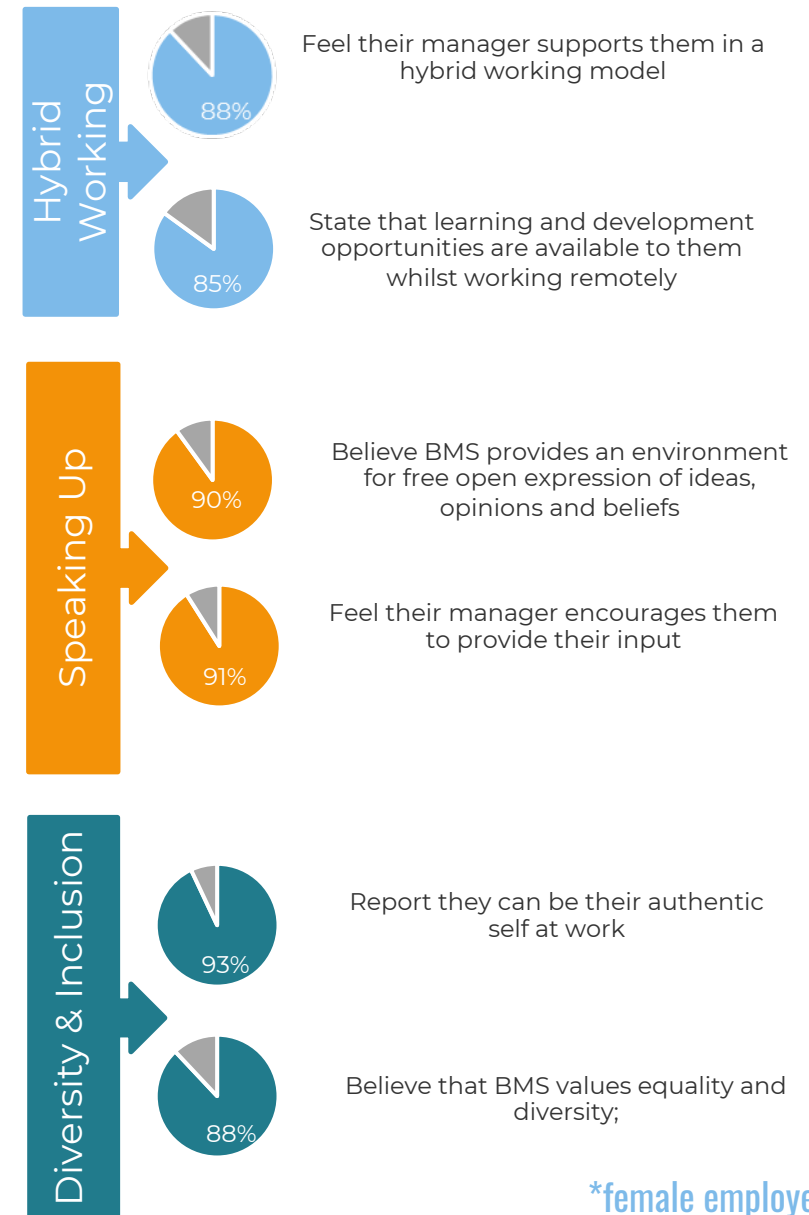 Hybrid
Working
88%
Feel their manager supports them in a
hybrid working model
85%
State that learning and development
opportunities are available to them
whilst working remotely
Speaking Up
90%
Believe BMS provides an environment
for free open expression of ideas,
opinions and beliefs
91%
Feel their manager encourages them
to provide their input
Diversity & Inclusion
93%
Report they can be their authentic
self at work
88%
Believe that BMS values equality and
diversity;
*female